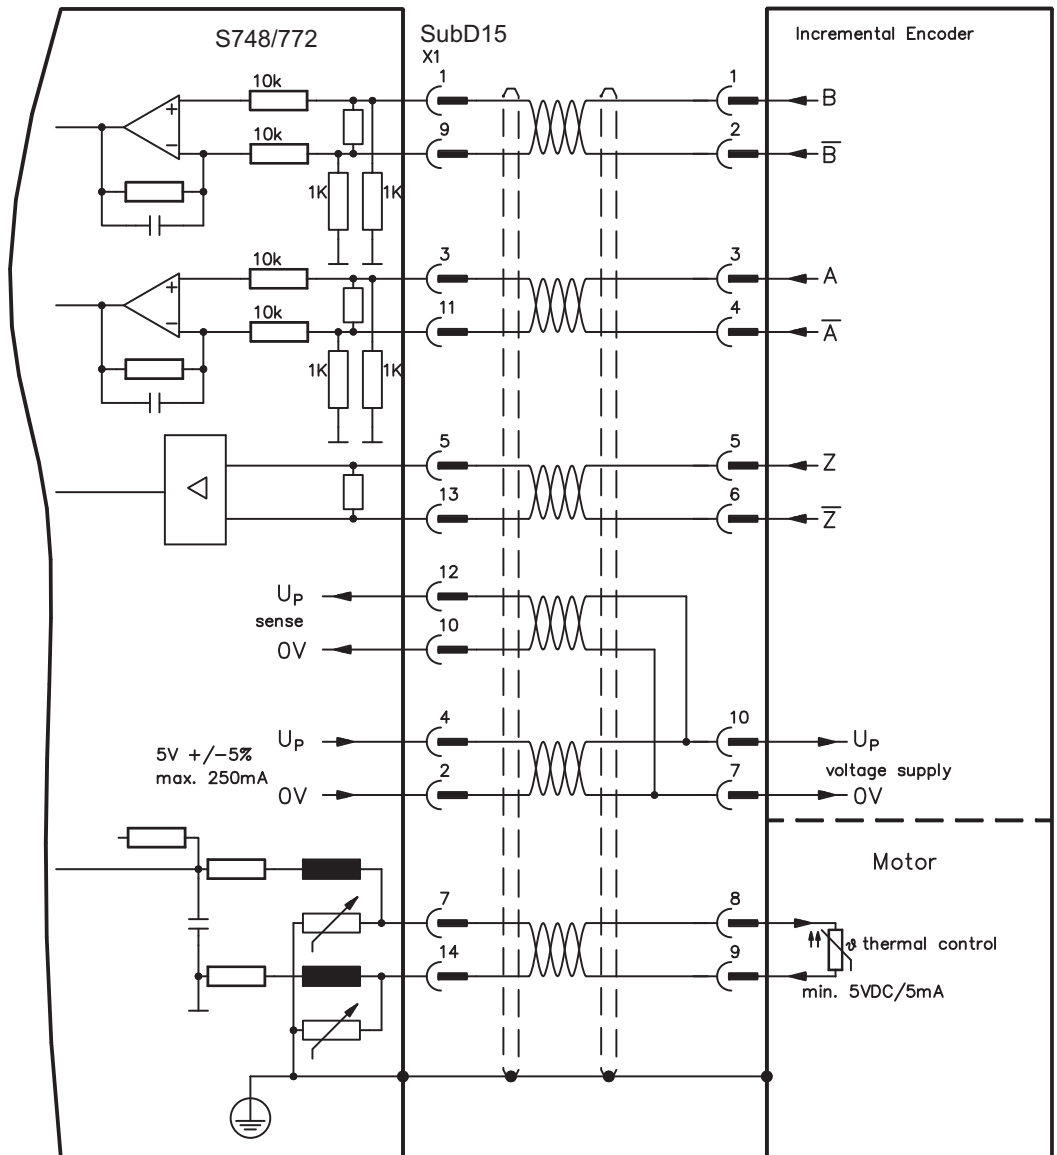 S748/772
SubD15
X1
Incremental Encoder
10k
1
1
B
+
10k
9
2
B̅
−
1K
1K
10k
3
3
A
+
10k
11
4
A̅
−
1K
1K
5
5
Z
13
6
Z̅
12
UP
sense
10
0V
4
10
UP
UP
5V +/−5%
max. 250mA
voltage supply
2
7
0V
0V
Motor
7
8
ϑ thermal control
14
9
min. 5VDC/5mA